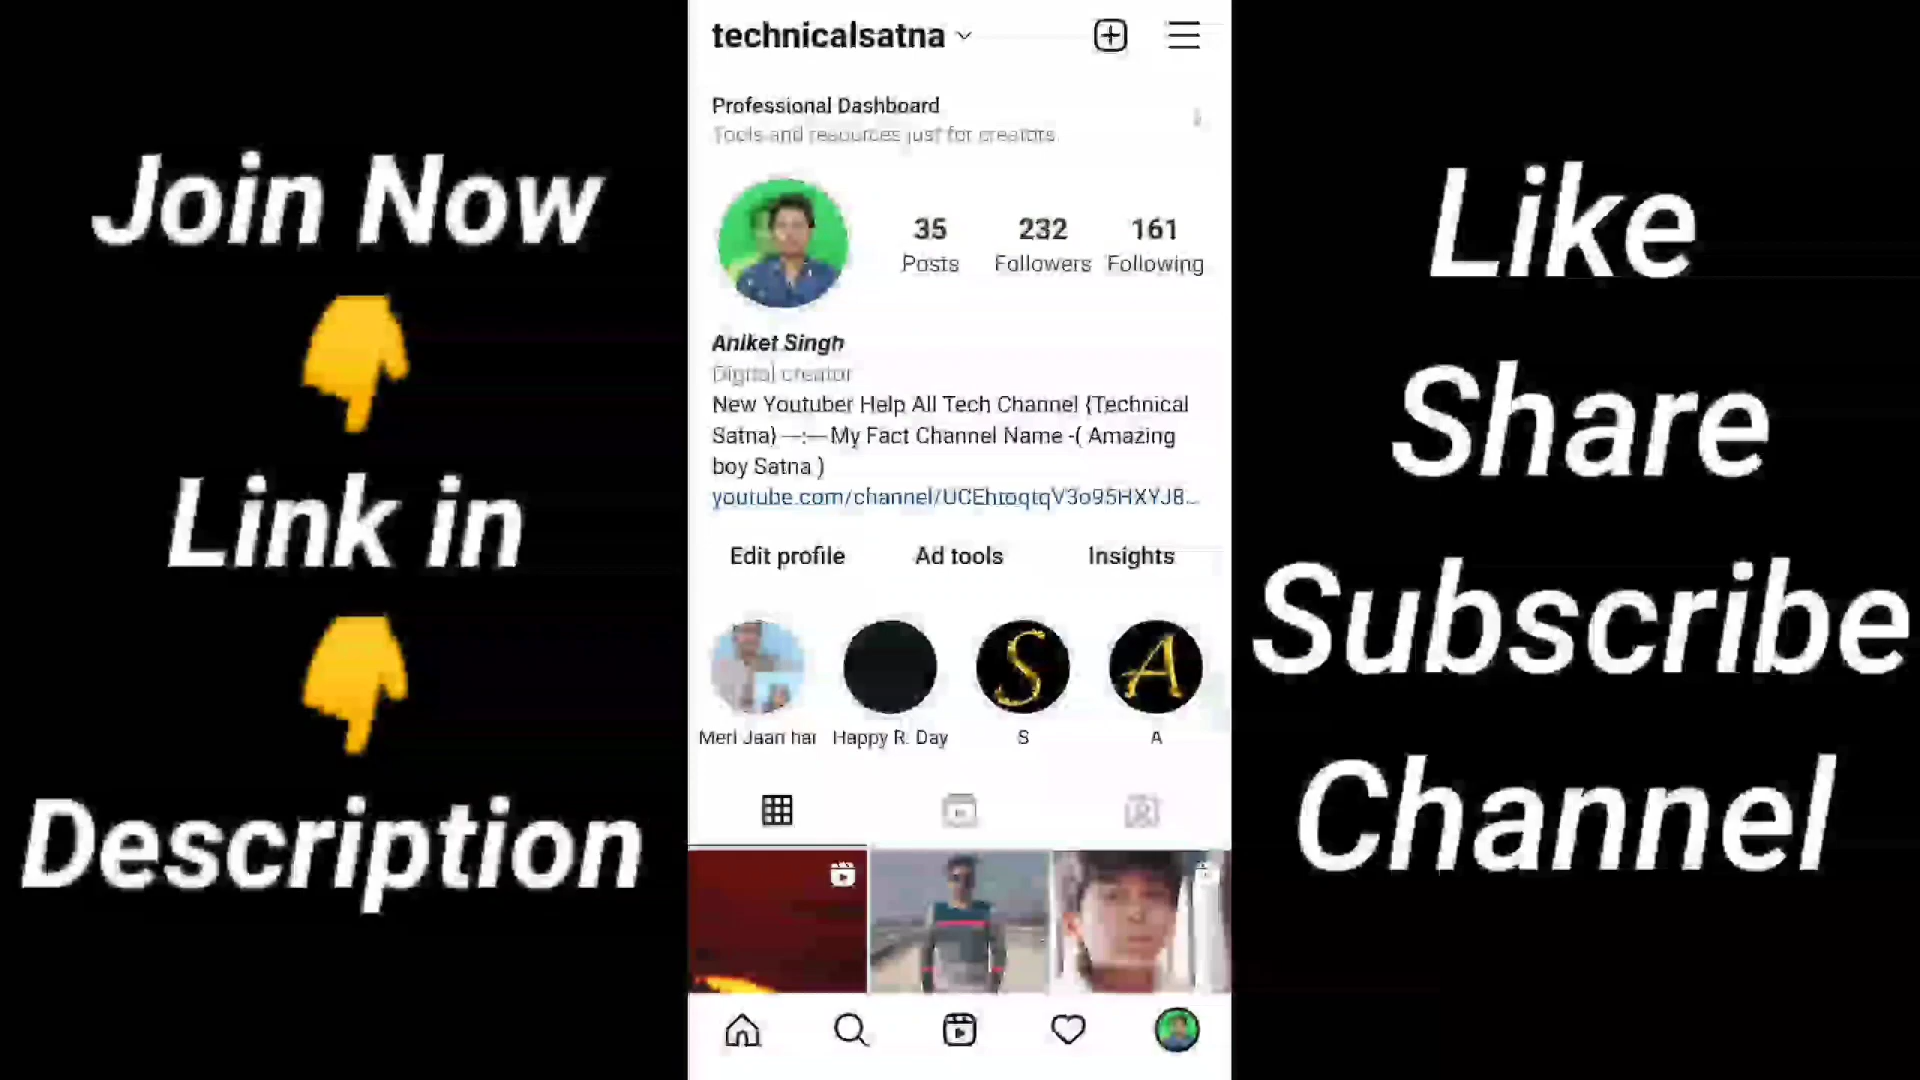 Join Now
Link in
Description
technicalsatna
Professional Dashboard
Tools and resources just for creators.
35 232 161
Posts Followers Following
Aniket Singh
Digital creator
New Youtuber Help All Tech Channel {Technical
Satna} —:— My Fact Channel Name -( Amazing
boy Satna )
youtube.com/channel/UCEhtoqtqV3o95HXYJ8...
Edit profile Ad tools Insights
S A
Meri Jaan hai Happy R. Day S A
Like
Share
Subscribe
Channel